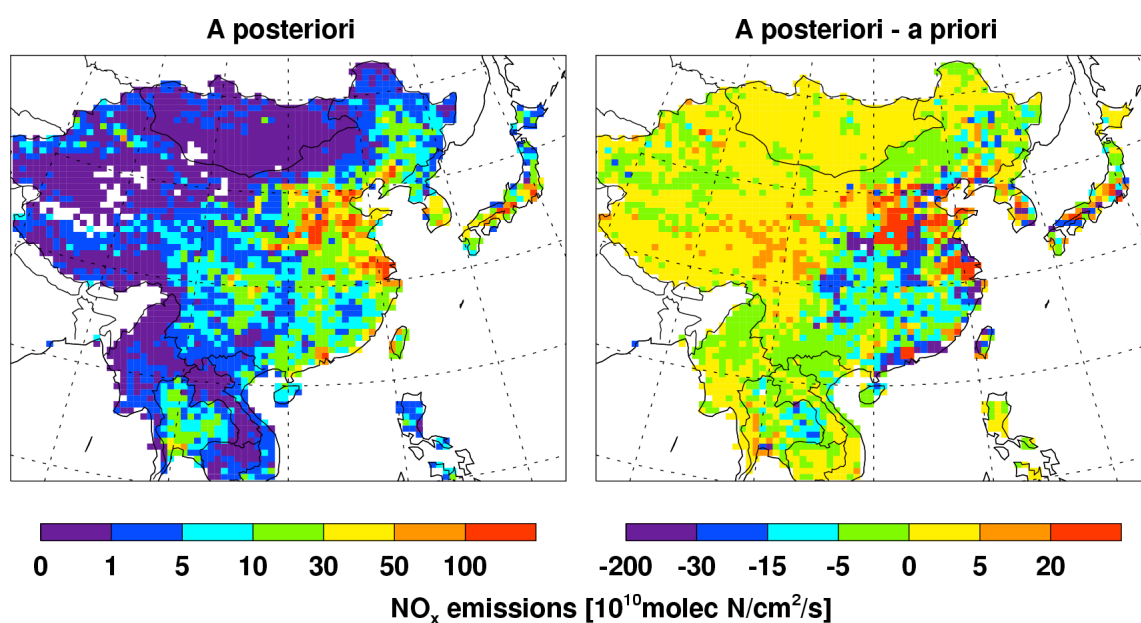 A posteriori
A posteriori - a priori
0 1 5 10 30 50 100
-200 -30 -15 -5 0 5 20
NOₓ emissions [10¹⁰molec N/cm²/s]